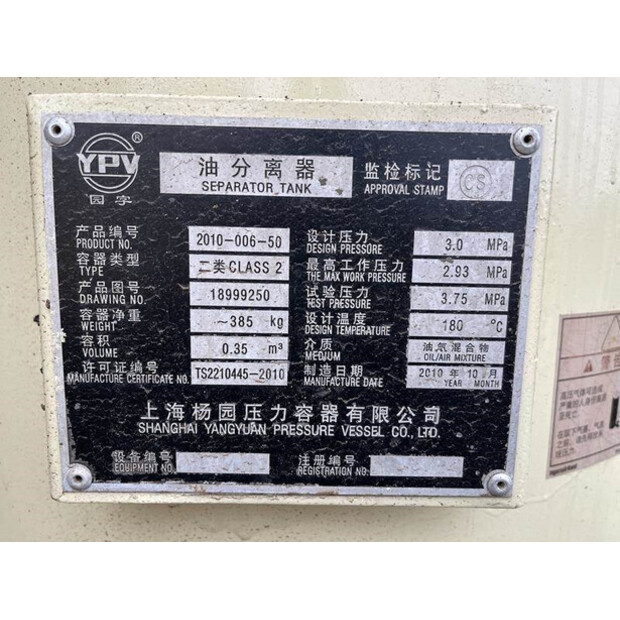 YPV®
园字
油分离器
SEPARATOR TANK
监检标记
APPROVAL STAMP
CS
产品编号
PRODUCT NO.
2010-006-50
容器类型
TYPE
二类 CLASS 2
产品图号
DRAWING NO.
18999250
容器净重
WEIGHT
~385 kg
容积
VOLUME
0.35 m³
许可证编号
MANUFACTURE CERTIFICATE NO.
TS2210445-2010
设计压力
DESIGN PRESSORE
3.0 MPa
最高工作压力
THE MAX WORK PRESSURE
2.93 MPa
试验压力
TEST PRESSURE
3.75 MPa
设计温度
DESIGN TEMPERATURE
180 °C
介质
MEDIUM
油气混合物
OIL/AIR MIXTURE
制造日期
MANUFACTURE DATE
2010 年 10 月
YEAR MONTH
上海杨园压力容器有限公司
SHANGHAI YANGYUAN PRESSURE VESSEL CO., LTD.
设备编号
EQUIPMENT NO.
注册编号
REGISTRATION NO.
警